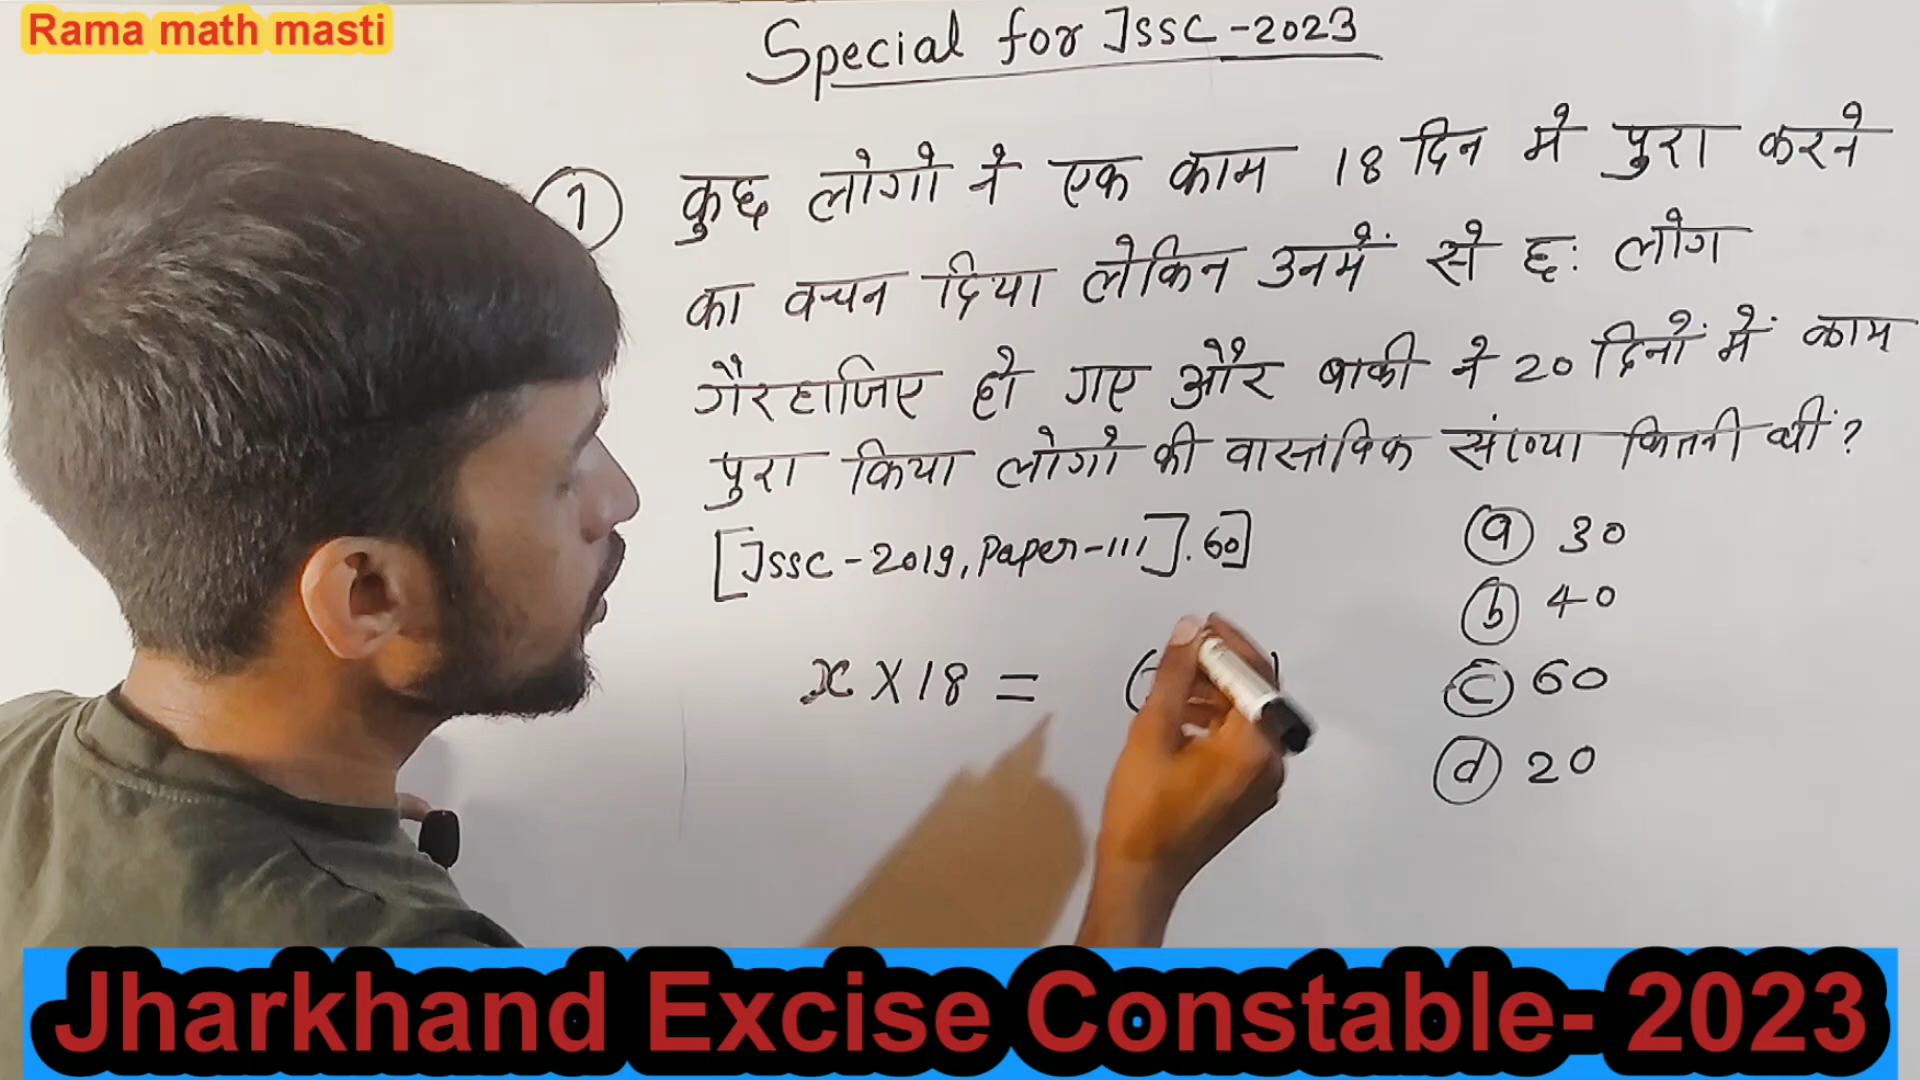 Rama math masti
Special for JSSC-2023
① कुछ लोगो ने एक काम 18 दिन मे पुरा करने
का वचन दिया लेकिन उनमें से छः लोग
गैरहाजिए हो गए और बाकी ने 20 दिनों में काम
पुरा किया लोगो की वास्तविक संख्या कितनी थीं?
[JSSC-2019, Paper-III]. 60]
ⓐ 30
ⓑ 40
x × 18 = (
ⓒ 60
ⓓ 20
Jharkhand Excise Constable- 2023